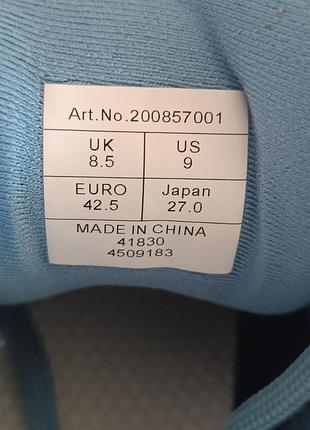 Art.No.200857001
UK US
8.5 9
EURO Japan
42.5 27.0
MADE IN CHINA
41830
4509183